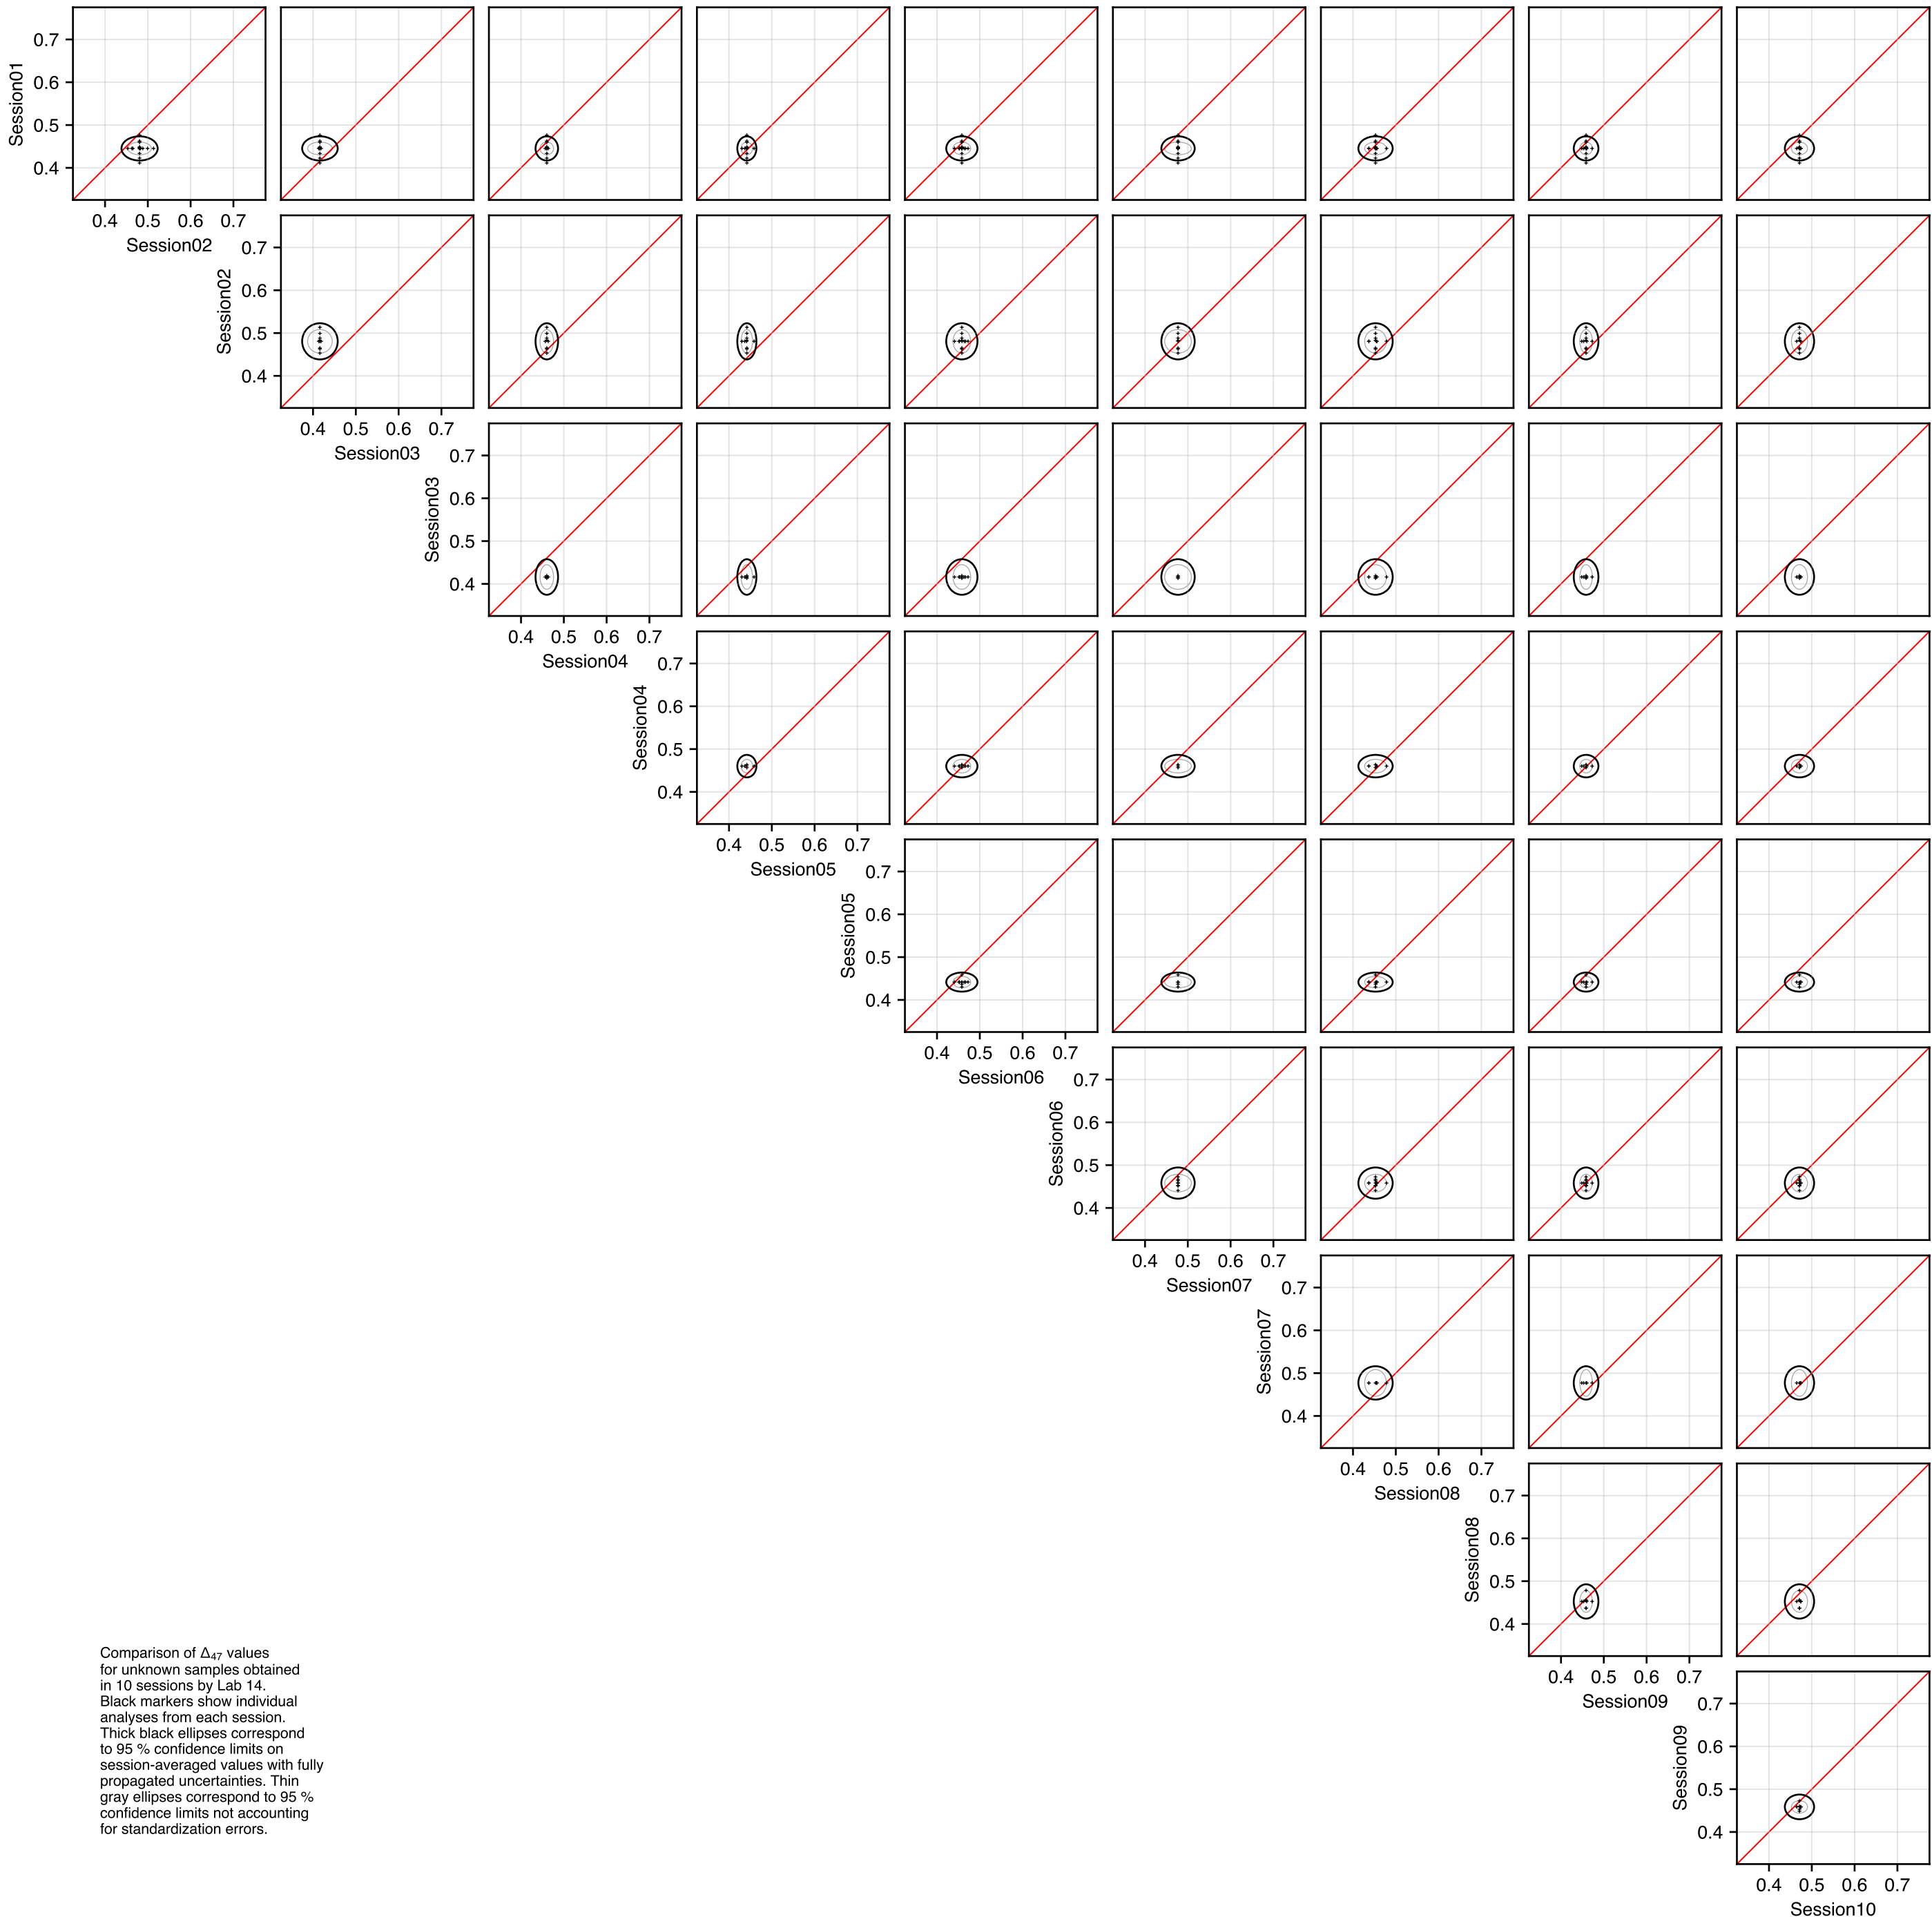 Session01
0.7
0.6
0.5
0.4
0.4 0.5 0.6 0.7
Session02
Session02
0.7
0.6
0.5
0.4
0.4 0.5 0.6 0.7
Session03
Session03
0.7
0.6
0.5
0.4
0.4 0.5 0.6 0.7
Session04
Session04
0.7
0.6
0.5
0.4
0.4 0.5 0.6 0.7
Session05
Session05
0.7
0.6
0.5
0.4
0.4 0.5 0.6 0.7
Session06
Session06
0.7
0.6
0.5
0.4
0.4 0.5 0.6 0.7
Session07
Session07
0.7
0.6
0.5
0.4
0.4 0.5 0.6 0.7
Session08
Session08
0.7
0.6
0.5
0.4
0.4 0.5 0.6 0.7
Session09
Session09
0.7
0.6
0.5
0.4
0.4 0.5 0.6 0.7
Session10
Comparison of Δ₄₇ values
for unknown samples obtained
in 10 sessions by Lab 14.
Black markers show individual
analyses from each session.
Thick black ellipses correspond
to 95 % confidence limits on
session-averaged values with fully
propagated uncertainties. Thin
gray ellipses correspond to 95 %
confidence limits not accounting
for standardization errors.